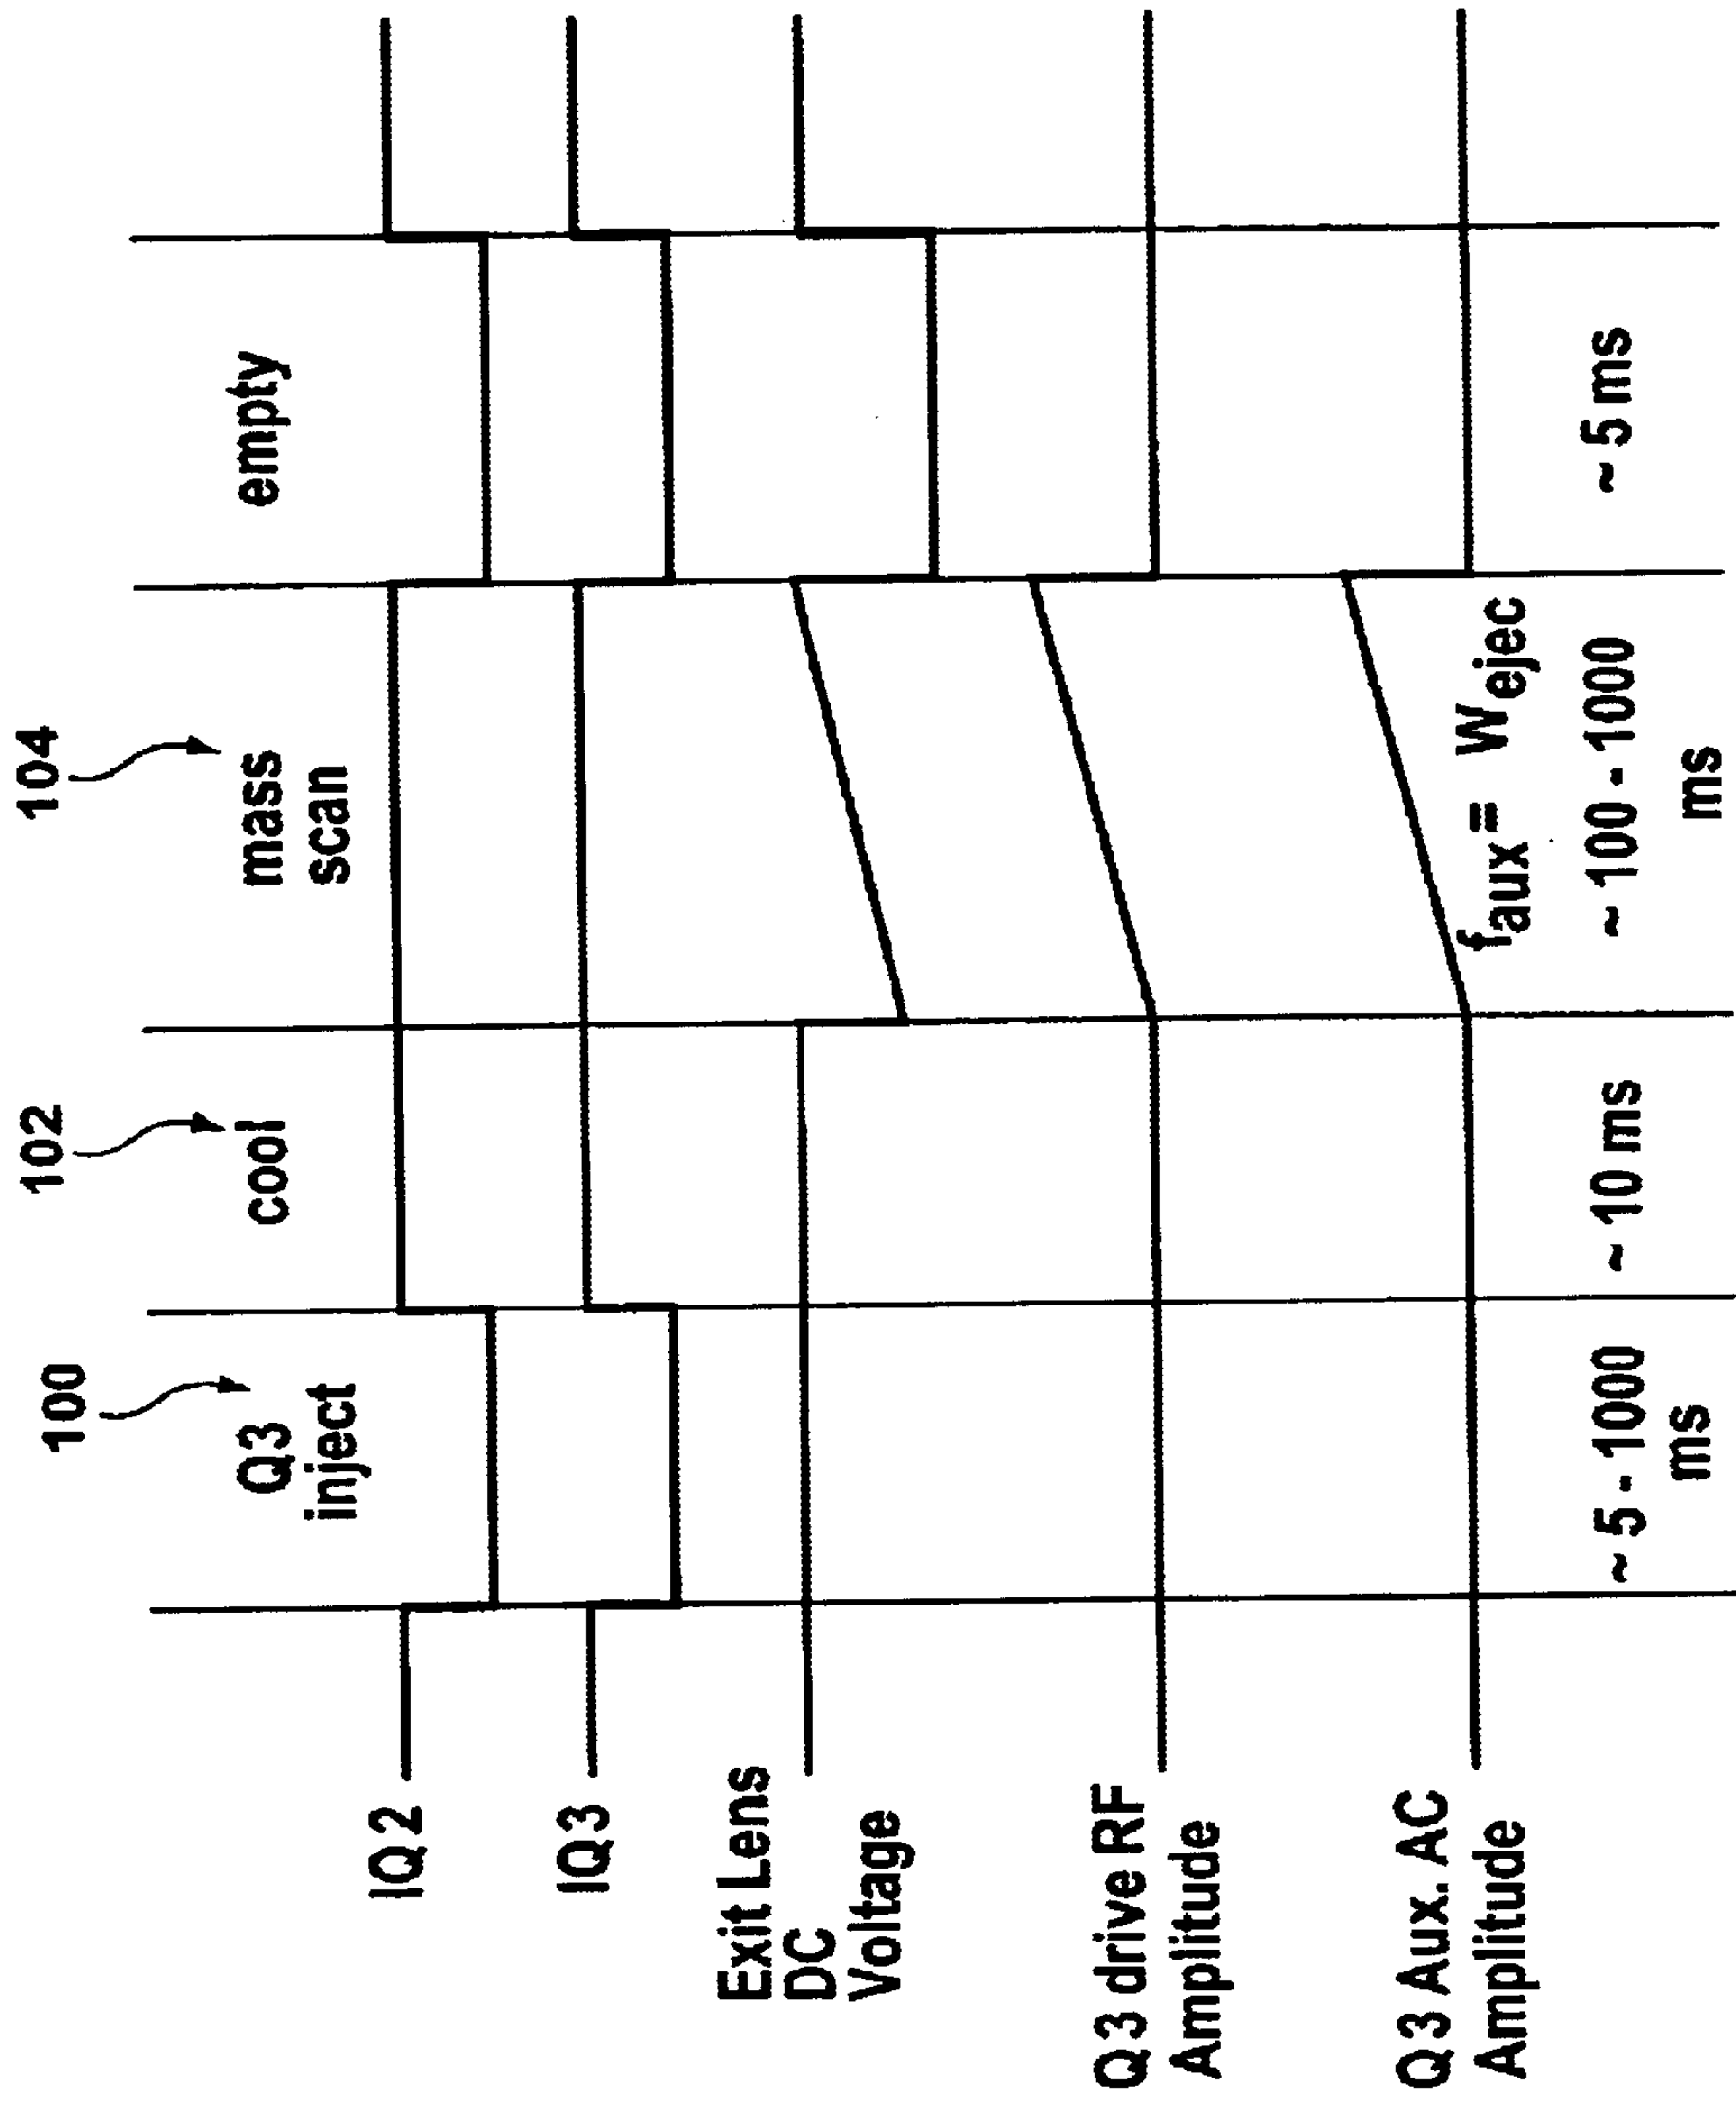 100
102
104
Q3
inject
cool
mass
scan
empty
IQ2
IQ3
Exit Lens
DC
Voltage
Q3 drive RF
Amplitude
Q3 Aux. AC
Amplitude
faux = Wejec
~ 5 - 1000
ms
~ 10 ms
~ 100 - 1000
ms
~ 5 ms